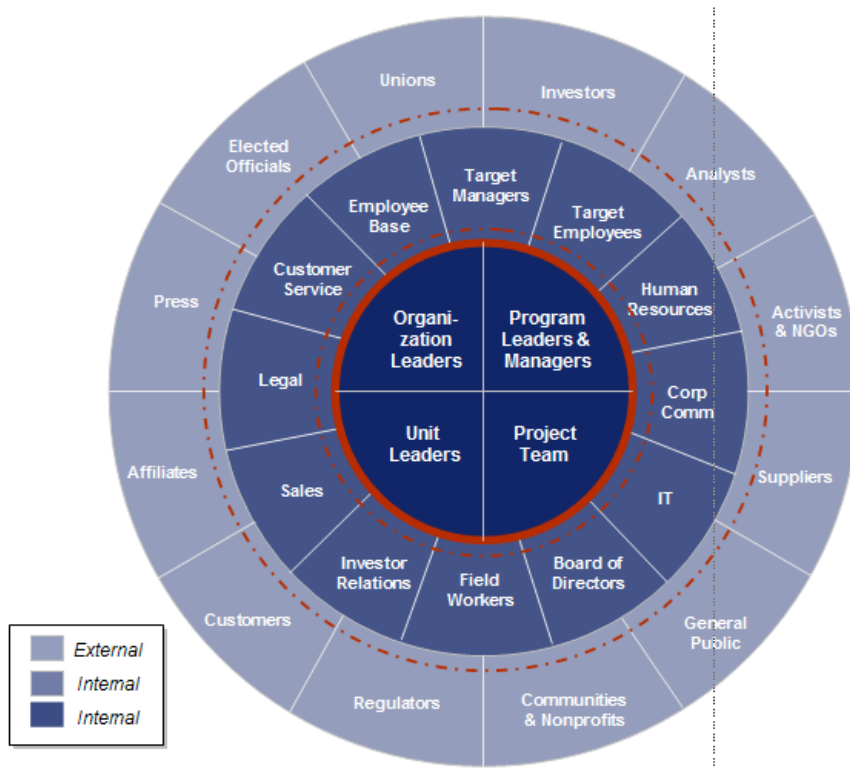 Unions
Investors
Elected
Officials
Analysts
Press
Activists
& NGOs
Affiliates
Suppliers
Customers
General
Public
Regulators
Communities
& Nonprofits
Target
Managers
Employee
Base
Target
Employees
Customer
Service
Human
Resources
Legal
Corp
Comm
Sales
IT
Investor
Relations
Field
Workers
Board of
Directors
Organi-
zation
Leaders
Program
Leaders &
Managers
Unit
Leaders
Project
Team
External
Internal
Internal